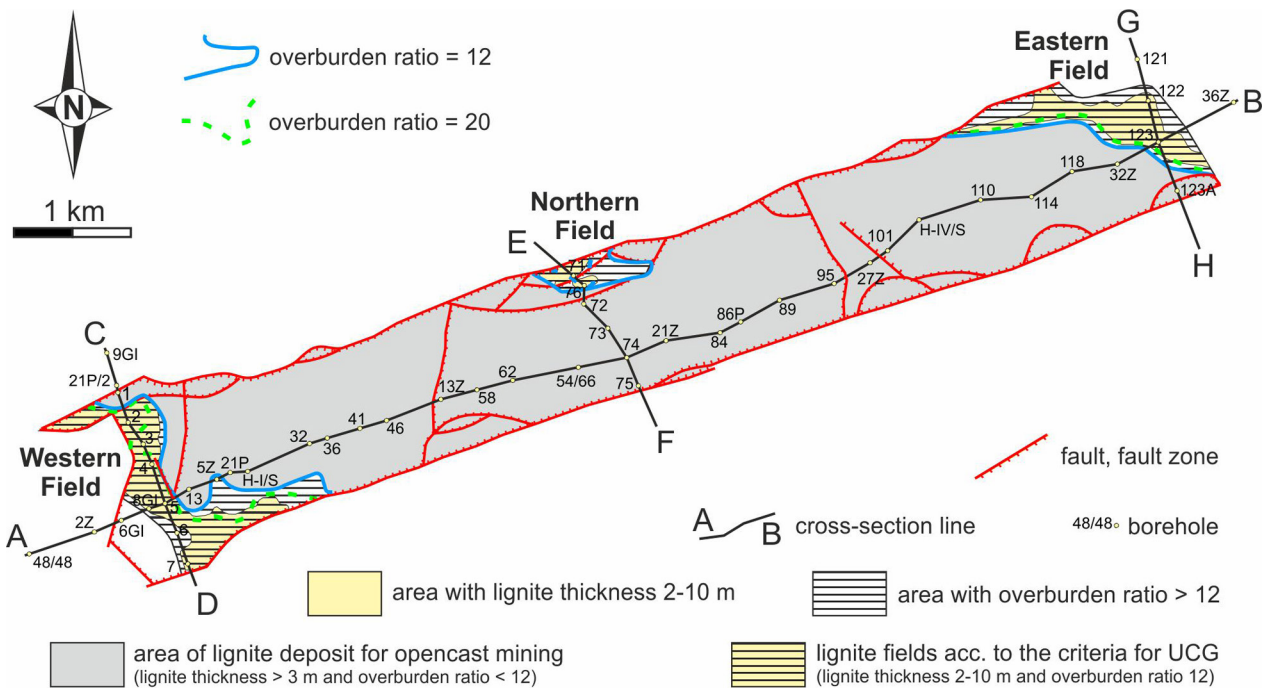 G
Eastern
Field
121
overburden ratio = 12
122
36Z
B
N
overburden ratio = 20
123
118
32Z
1 km
Northern
Field
110
114
123A
E
H-IV/S
101
H
71
27Z
76
95
72
86P
89
C
73
21Z
9GI
74
84
21P/2
62
54/66
75
1
13Z
58
2
41
46
F
3
32
36
Western
Field
4
5Z
21P
H-I/S
fault, fault zone
13
8GI
5
A
2Z
6GI
6
A
B
cross-section line
48/48
borehole
48/48
7
D
area with lignite thickness 2-10 m
area with overburden ratio > 12
area of lignite deposit for opencast mining
(lignite thickness > 3 m and overburden ratio < 12)
lignite fields acc. to the criteria for UCG
(lignite thickness 2-10 m and overburden ratio 12)